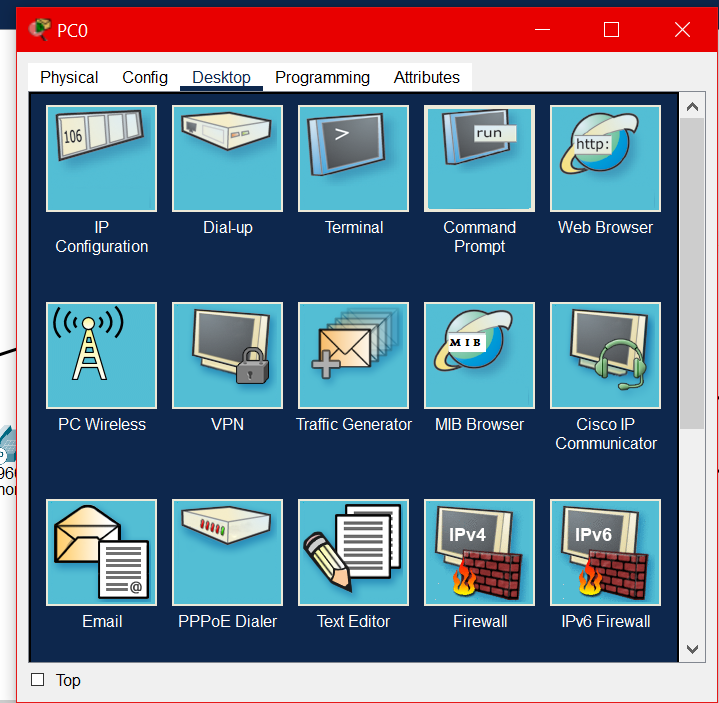 PC0
Physical Config Desktop Programming Attributes
106
>
run
http:
IP
Configuration
Dial-up
Terminal
Command
Prompt
Web Browser
MIB
PC Wireless
VPN
Traffic Generator
MIB Browser
Cisco IP
Communicator
@
IPv4
IPv6
Email
PPPoE Dialer
Text Editor
Firewall
IPv6 Firewall
Top